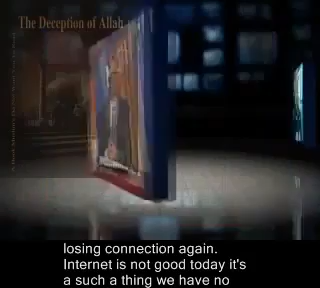 The Deception of Allah
losing connection again.
Internet is not good today it's
a such a thing we have no